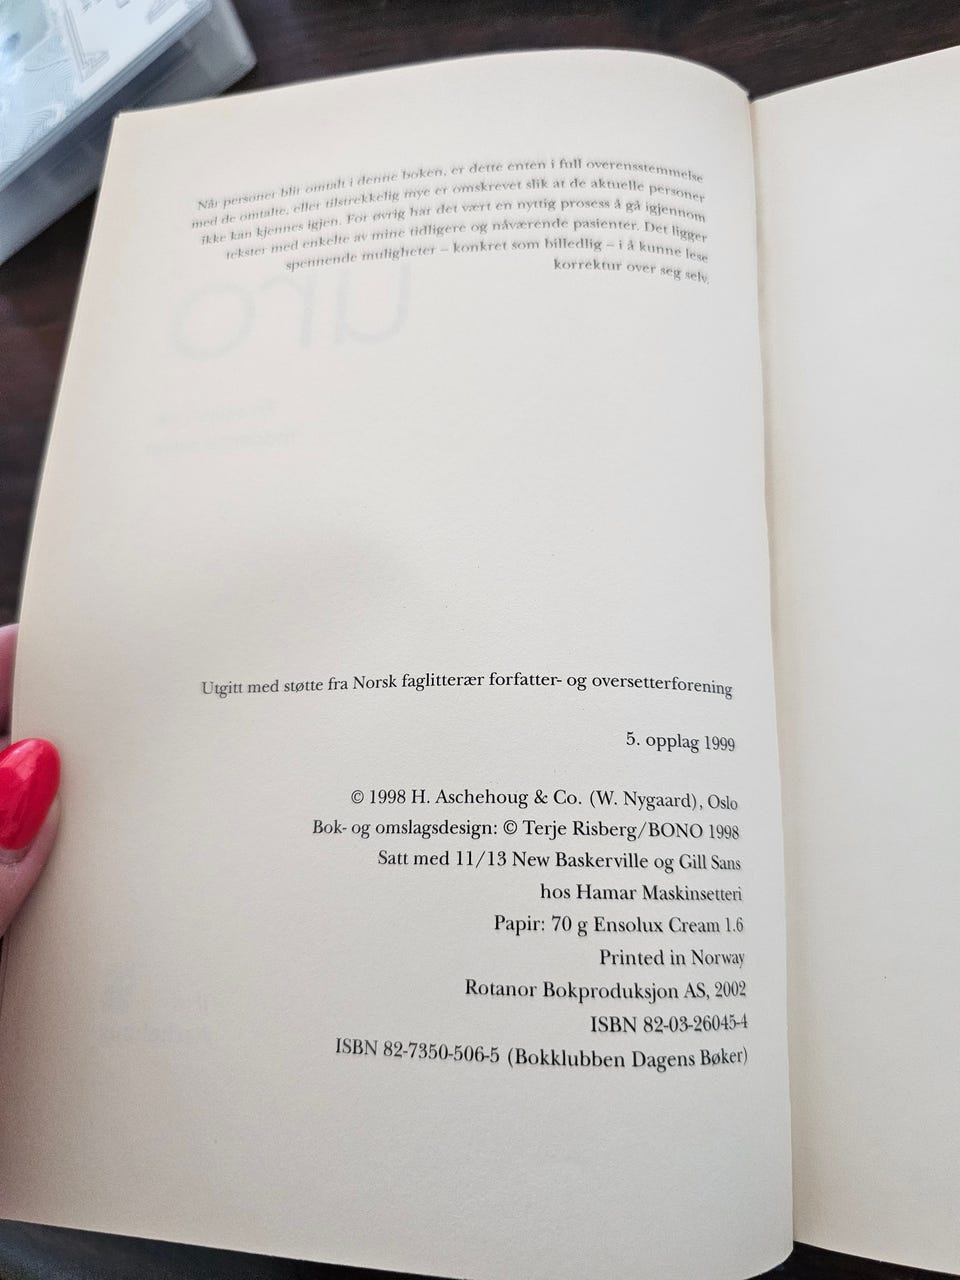 Når personer blir omtalt i denne boken, er dette enten i full overensstemmelse
med de omtalte, eller tilstrekkelig mye er omskrevet slik at de aktuelle personer
ikke kan kjennes igjen. For øvrig har det vært en nyttig prosess å gå igjennom
tekster med enkelte av mine tidligere og nåværende pasienter. Det ligger
spennende muligheter – konkret som billedlig – i å kunne lese
korrektur over seg selv.
uro
Utgitt med støtte fra Norsk faglitterær forfatter- og oversetterforening
5. opplag 1999
© 1998 H. Aschehoug & Co. (W. Nygaard), Oslo
Bok- og omslagsdesign: © Terje Risberg/BONO 1998
Satt med 11/13 New Baskerville og Gill Sans
hos Hamar Maskinsetteri
Papir: 70 g Ensolux Cream 1.6
Printed in Norway
Rotanor Bokproduksjon AS, 2002
ISBN 82-03-26045-4
ISBN 82-7350-506-5 (Bokklubben Dagens Bøker)